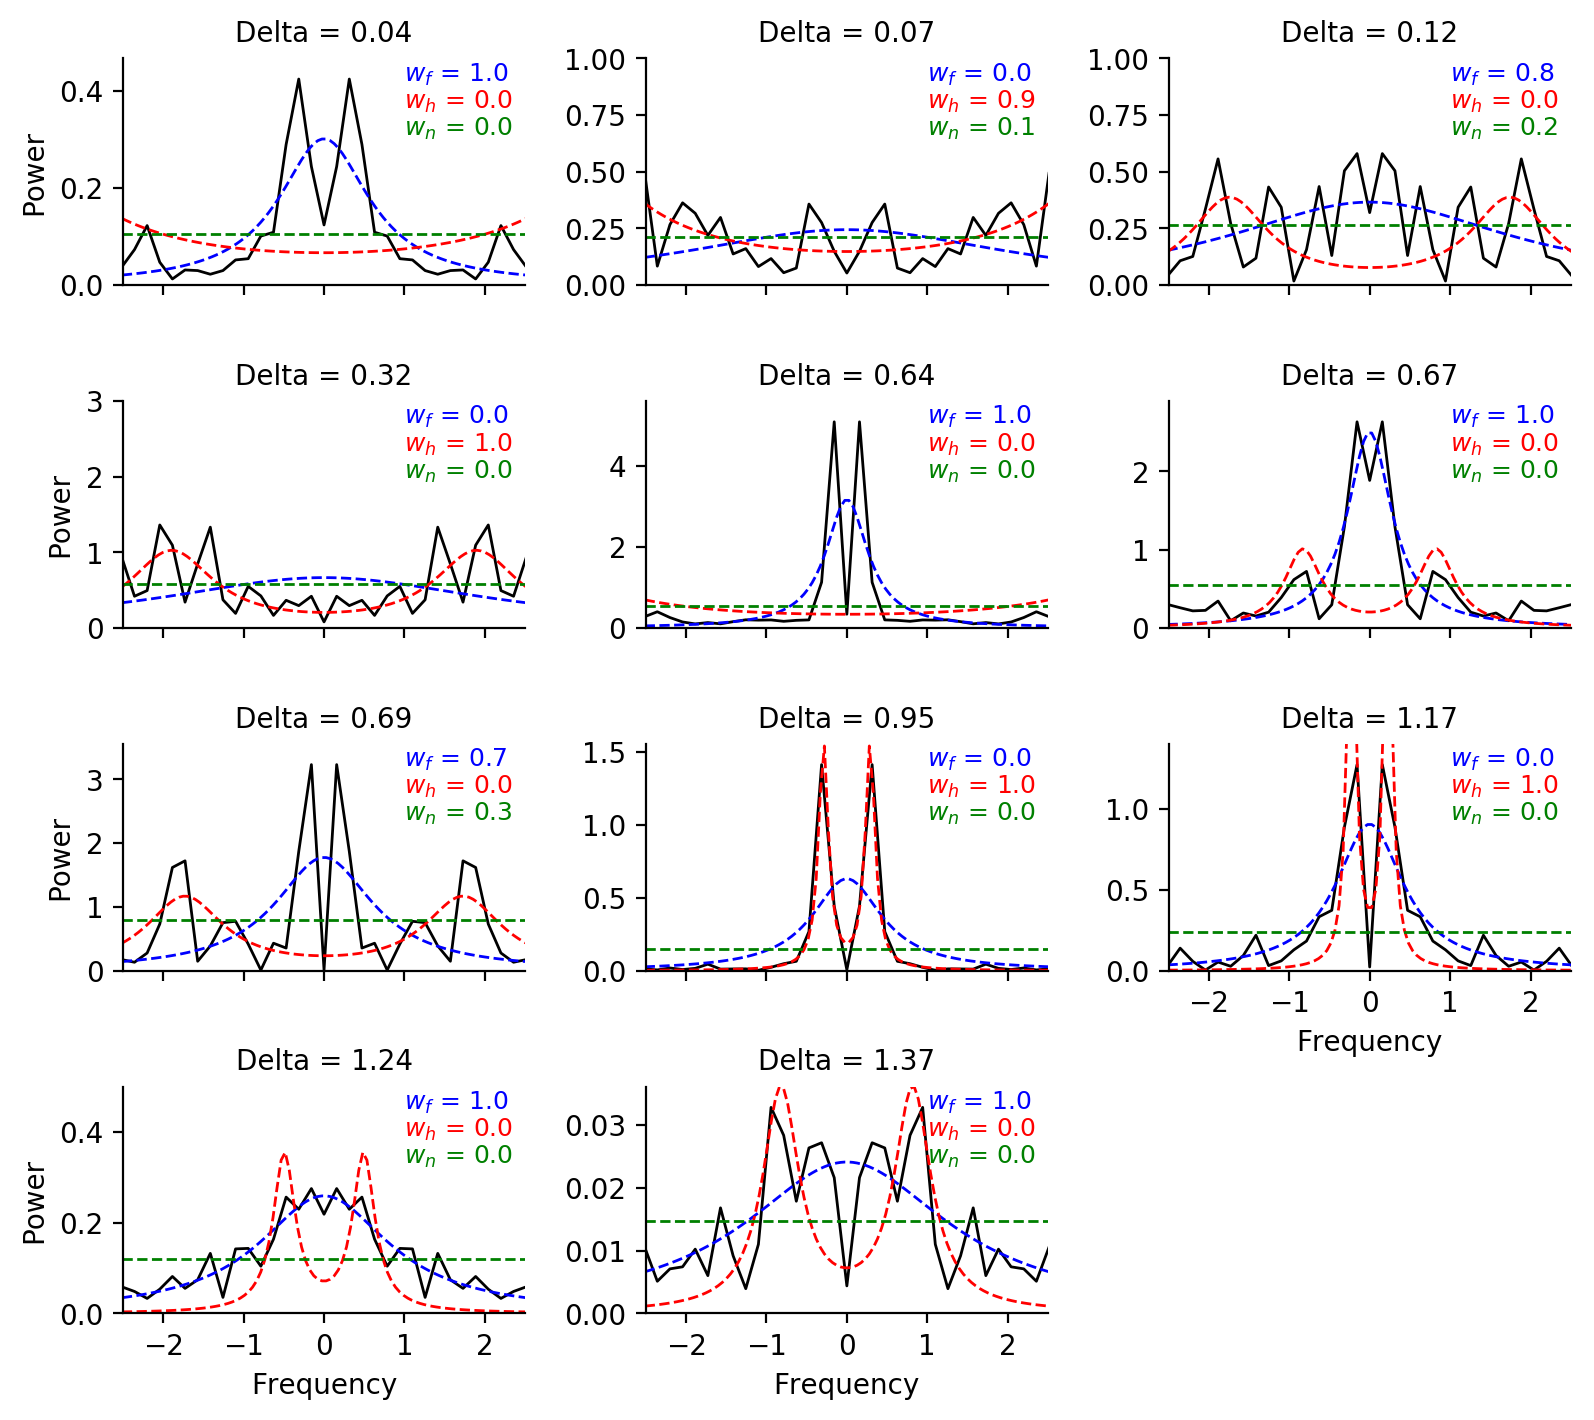 Delta = 0.04
Delta = 0.07
Delta = 0.12
Power
0.4
0.2
0.0
w_f = 1.0
w_h = 0.0
w_n = 0.0
1.00
0.75
0.50
0.25
0.00
w_f = 0.0
w_h = 0.9
w_n = 0.1
1.00
0.75
0.50
0.25
0.00
w_f = 0.8
w_h = 0.0
w_n = 0.2
Delta = 0.32
Delta = 0.64
Delta = 0.67
Power
3
2
1
0
w_f = 0.0
w_h = 1.0
w_n = 0.0
4
2
0
w_f = 1.0
w_h = 0.0
w_n = 0.0
2
1
0
w_f = 1.0
w_h = 0.0
w_n = 0.0
Delta = 0.69
Delta = 0.95
Delta = 1.17
Power
3
2
1
0
w_f = 0.7
w_h = 0.0
w_n = 0.3
1.5
1.0
0.5
0.0
w_f = 0.0
w_h = 1.0
w_n = 0.0
1.0
0.5
0.0
w_f = 0.0
w_h = 1.0
w_n = 0.0
−2 −1 0 1 2
Frequency
Delta = 1.24
Delta = 1.37
Power
0.4
0.2
0.0
w_f = 1.0
w_h = 0.0
w_n = 0.0
−2 −1 0 1 2
Frequency
0.03
0.02
0.01
0.00
w_f = 1.0
w_h = 0.0
w_n = 0.0
−2 −1 0 1 2
Frequency